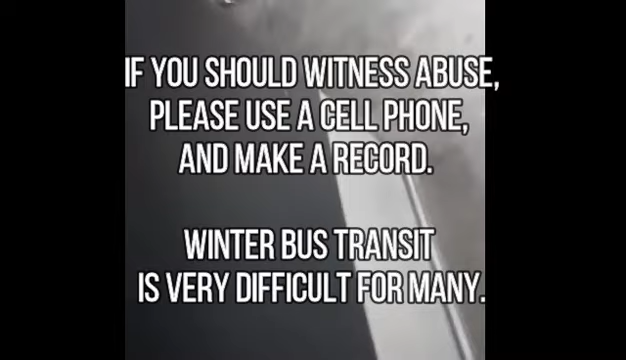 IF YOU SHOULD WITNESS ABUSE,
PLEASE USE A CELL PHONE,
AND MAKE A RECORD.
WINTER BUS TRANSIT
IS VERY DIFFICULT FOR MANY.